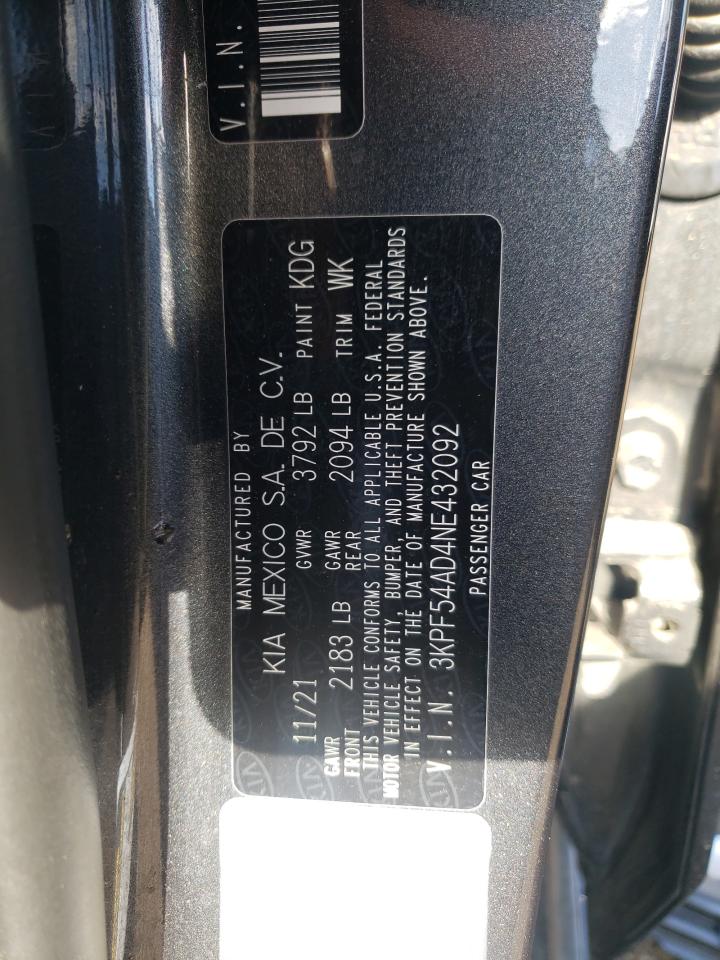 V.I.N.
MANUFACTURED BY
KIA MEXICO S.A. DE C.V.
11/21 GVWR 3792 LB PAINT KDG
GAWR FRONT 2183 LB GAWR REAR 2094 LB TRIM WK
THIS VEHICLE CONFORMS TO ALL APPLICABLE U.S.A. FEDERAL
MOTOR VEHICLE SAFETY, BUMPER, AND THEFT PREVENTION STANDARDS
IN EFFECT ON THE DATE OF MANUFACTURE SHOWN ABOVE.
V.I.N. 3KPF54AD4NE432092
PASSENGER CAR